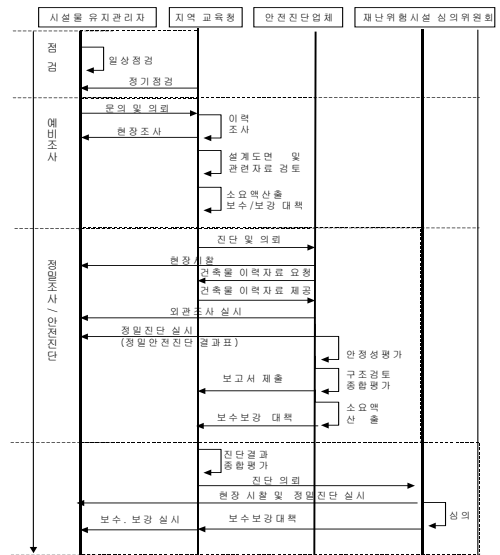 시설물 유지관리자
지역 교육청
안전진단업체
재난위험시설 심의위원회
점
검
일상점검
정기점검
예비조사
문의 및 의뢰
이력
조사
현장조사
설계도면 및
관련자료 검토
소요액산출
보수/보강 대책
정밀조사/안전진단
진단 및 의뢰
현장시찰
건축물 이력자료 요청
건축물 이력자료 제공
외관조사 실시
정밀진단 실시
(정밀안전진단 결과표)
안정성평가
구조검토
종합평가
보고서 제출
소요액
산 출
보수보강 대책
진단결과
종합평가
진단 의뢰
현장 시찰 및 정밀진단 실시
심의
보수보강대책
보수. 보강 실시